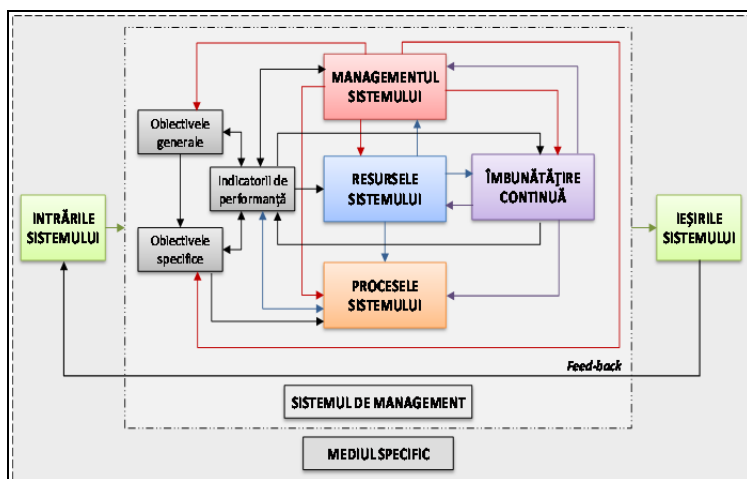 MANAGEMENTUL
SISTEMULUI
Obiectivele
generale
Indicatorii de
performanță
RESURSELE
SISTEMULUI
ÎMBUNĂTĂȚIRE
CONTINUĂ
INTRĂRILE
SISTEMULUI
IEȘIRILE
SISTEMULUI
Obiectivele
specifice
PROCESELE
SISTEMULUI
Feed-back
SISTEMUL DE MANAGEMENT
MEDIUL SPECIFIC